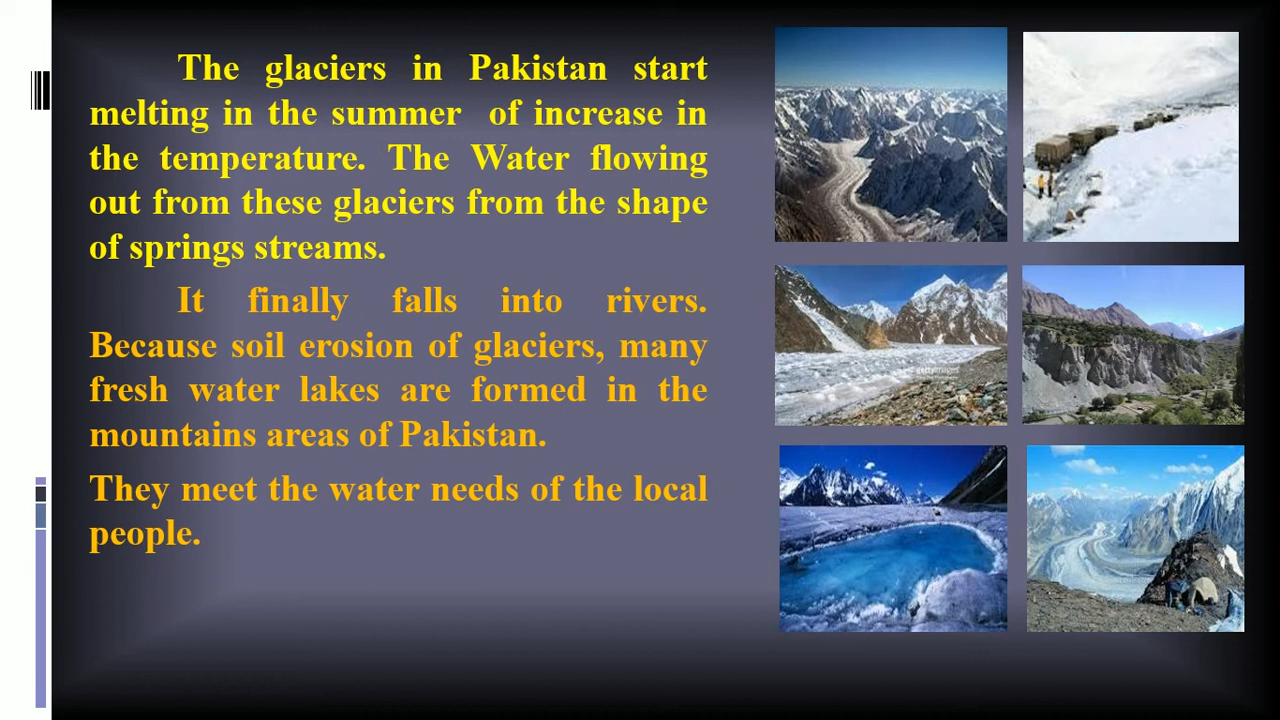 The glaciers in Pakistan start
melting in the summer  of increase in
the temperature. The Water flowing
out from these glaciers from the shape
of springs streams.
It finally falls into rivers.
Because soil erosion of glaciers, many
fresh water lakes are formed in the
mountains areas of Pakistan.
They meet the water needs of the local
people.
gettyimages